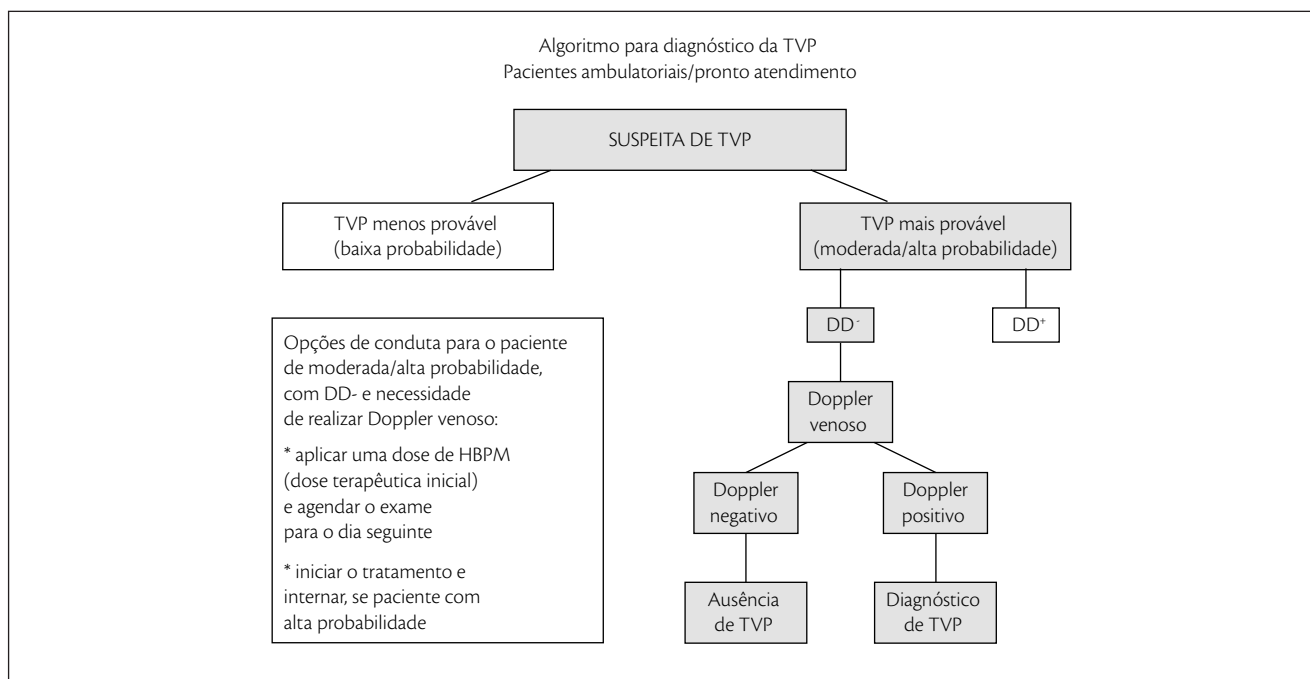 Algoritmo para diagnóstico da TVP
Pacientes ambulatoriais/pronto atendimento
SUSPEITA DE TVP
TVP menos provável
(baixa probabilidade)
TVP mais provável
(moderada/alta probabilidade)
DD-
DD+
Opções de conduta para o paciente
de moderada/alta probabilidade,
com DD- e necessidade
de realizar Doppler venoso:
* aplicar uma dose de HBPM
(dose terapêutica inicial)
e agendar o exame
para o dia seguinte
* iniciar o tratamento e
internar, se paciente com
alta probabilidade
Doppler
venoso
Doppler
negativo
Doppler
positivo
Ausência
de TVP
Diagnóstico
de TVP